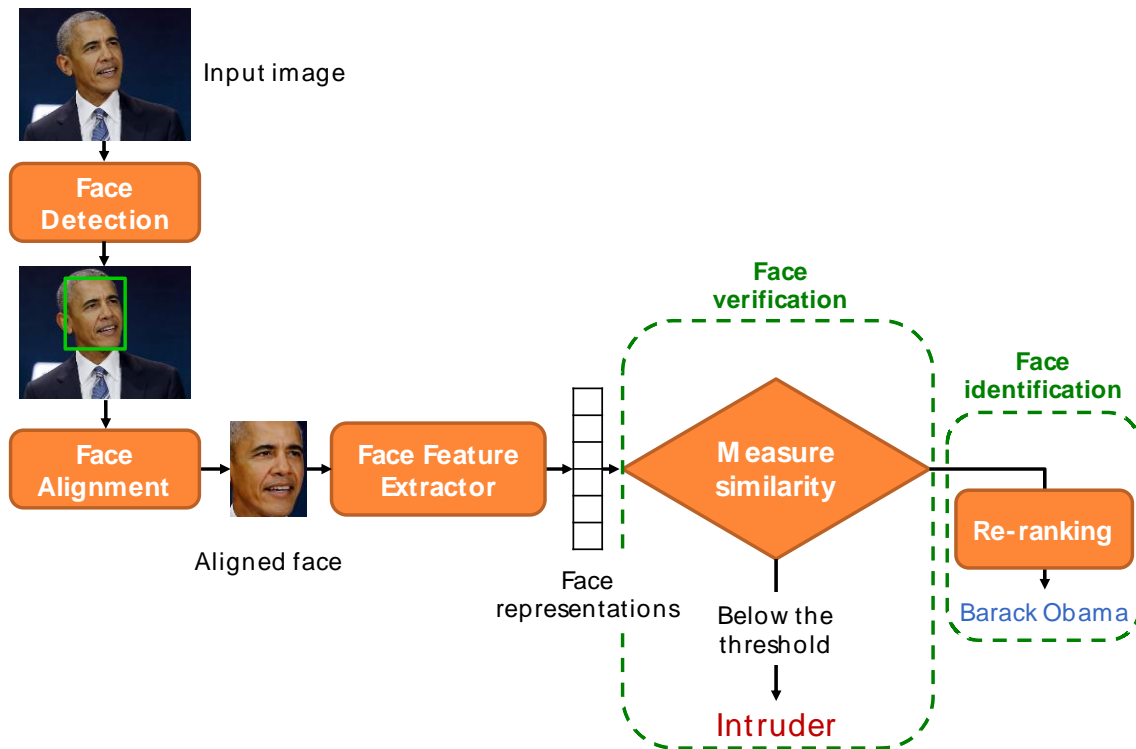 Input image
Face
Detection
Face
Alignment
Aligned face
Face Feature
Extractor
Face
representations
Face
verification
Measure
similarity
Below the
threshold
Intruder
Face
identification
Re-ranking
Barack Obama